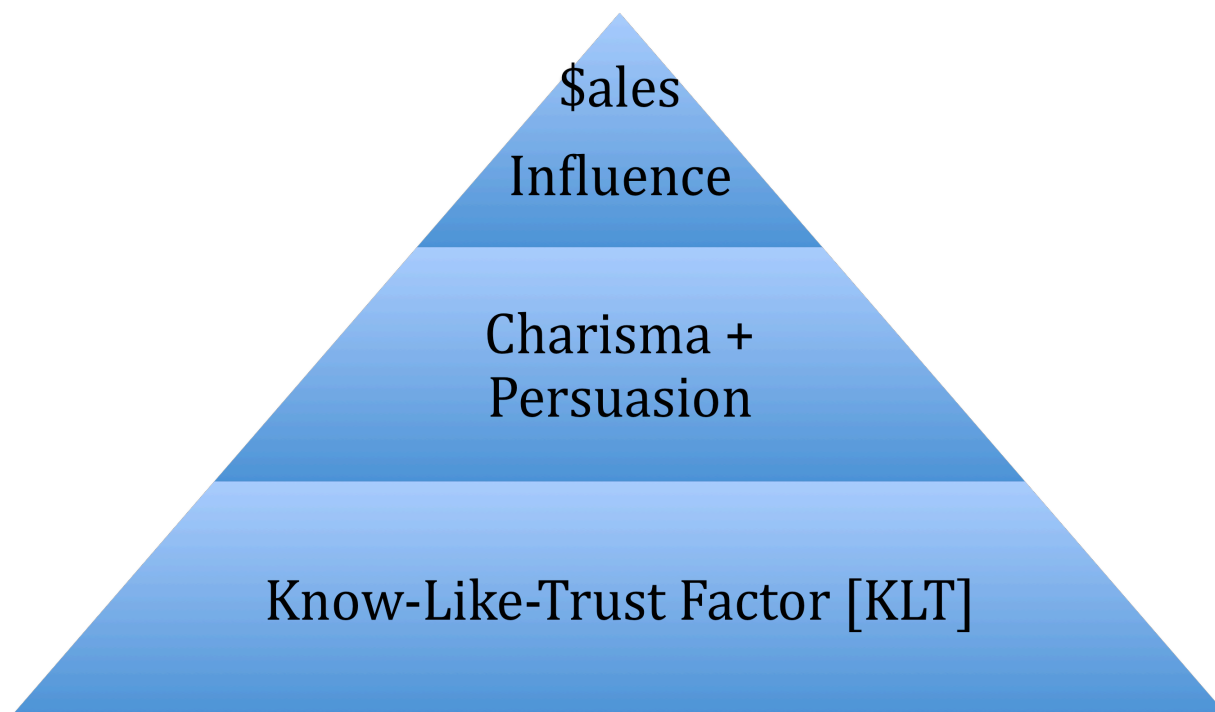 $ales
Influence
Charisma +
Persuasion
Know-Like-Trust Factor [KLT]